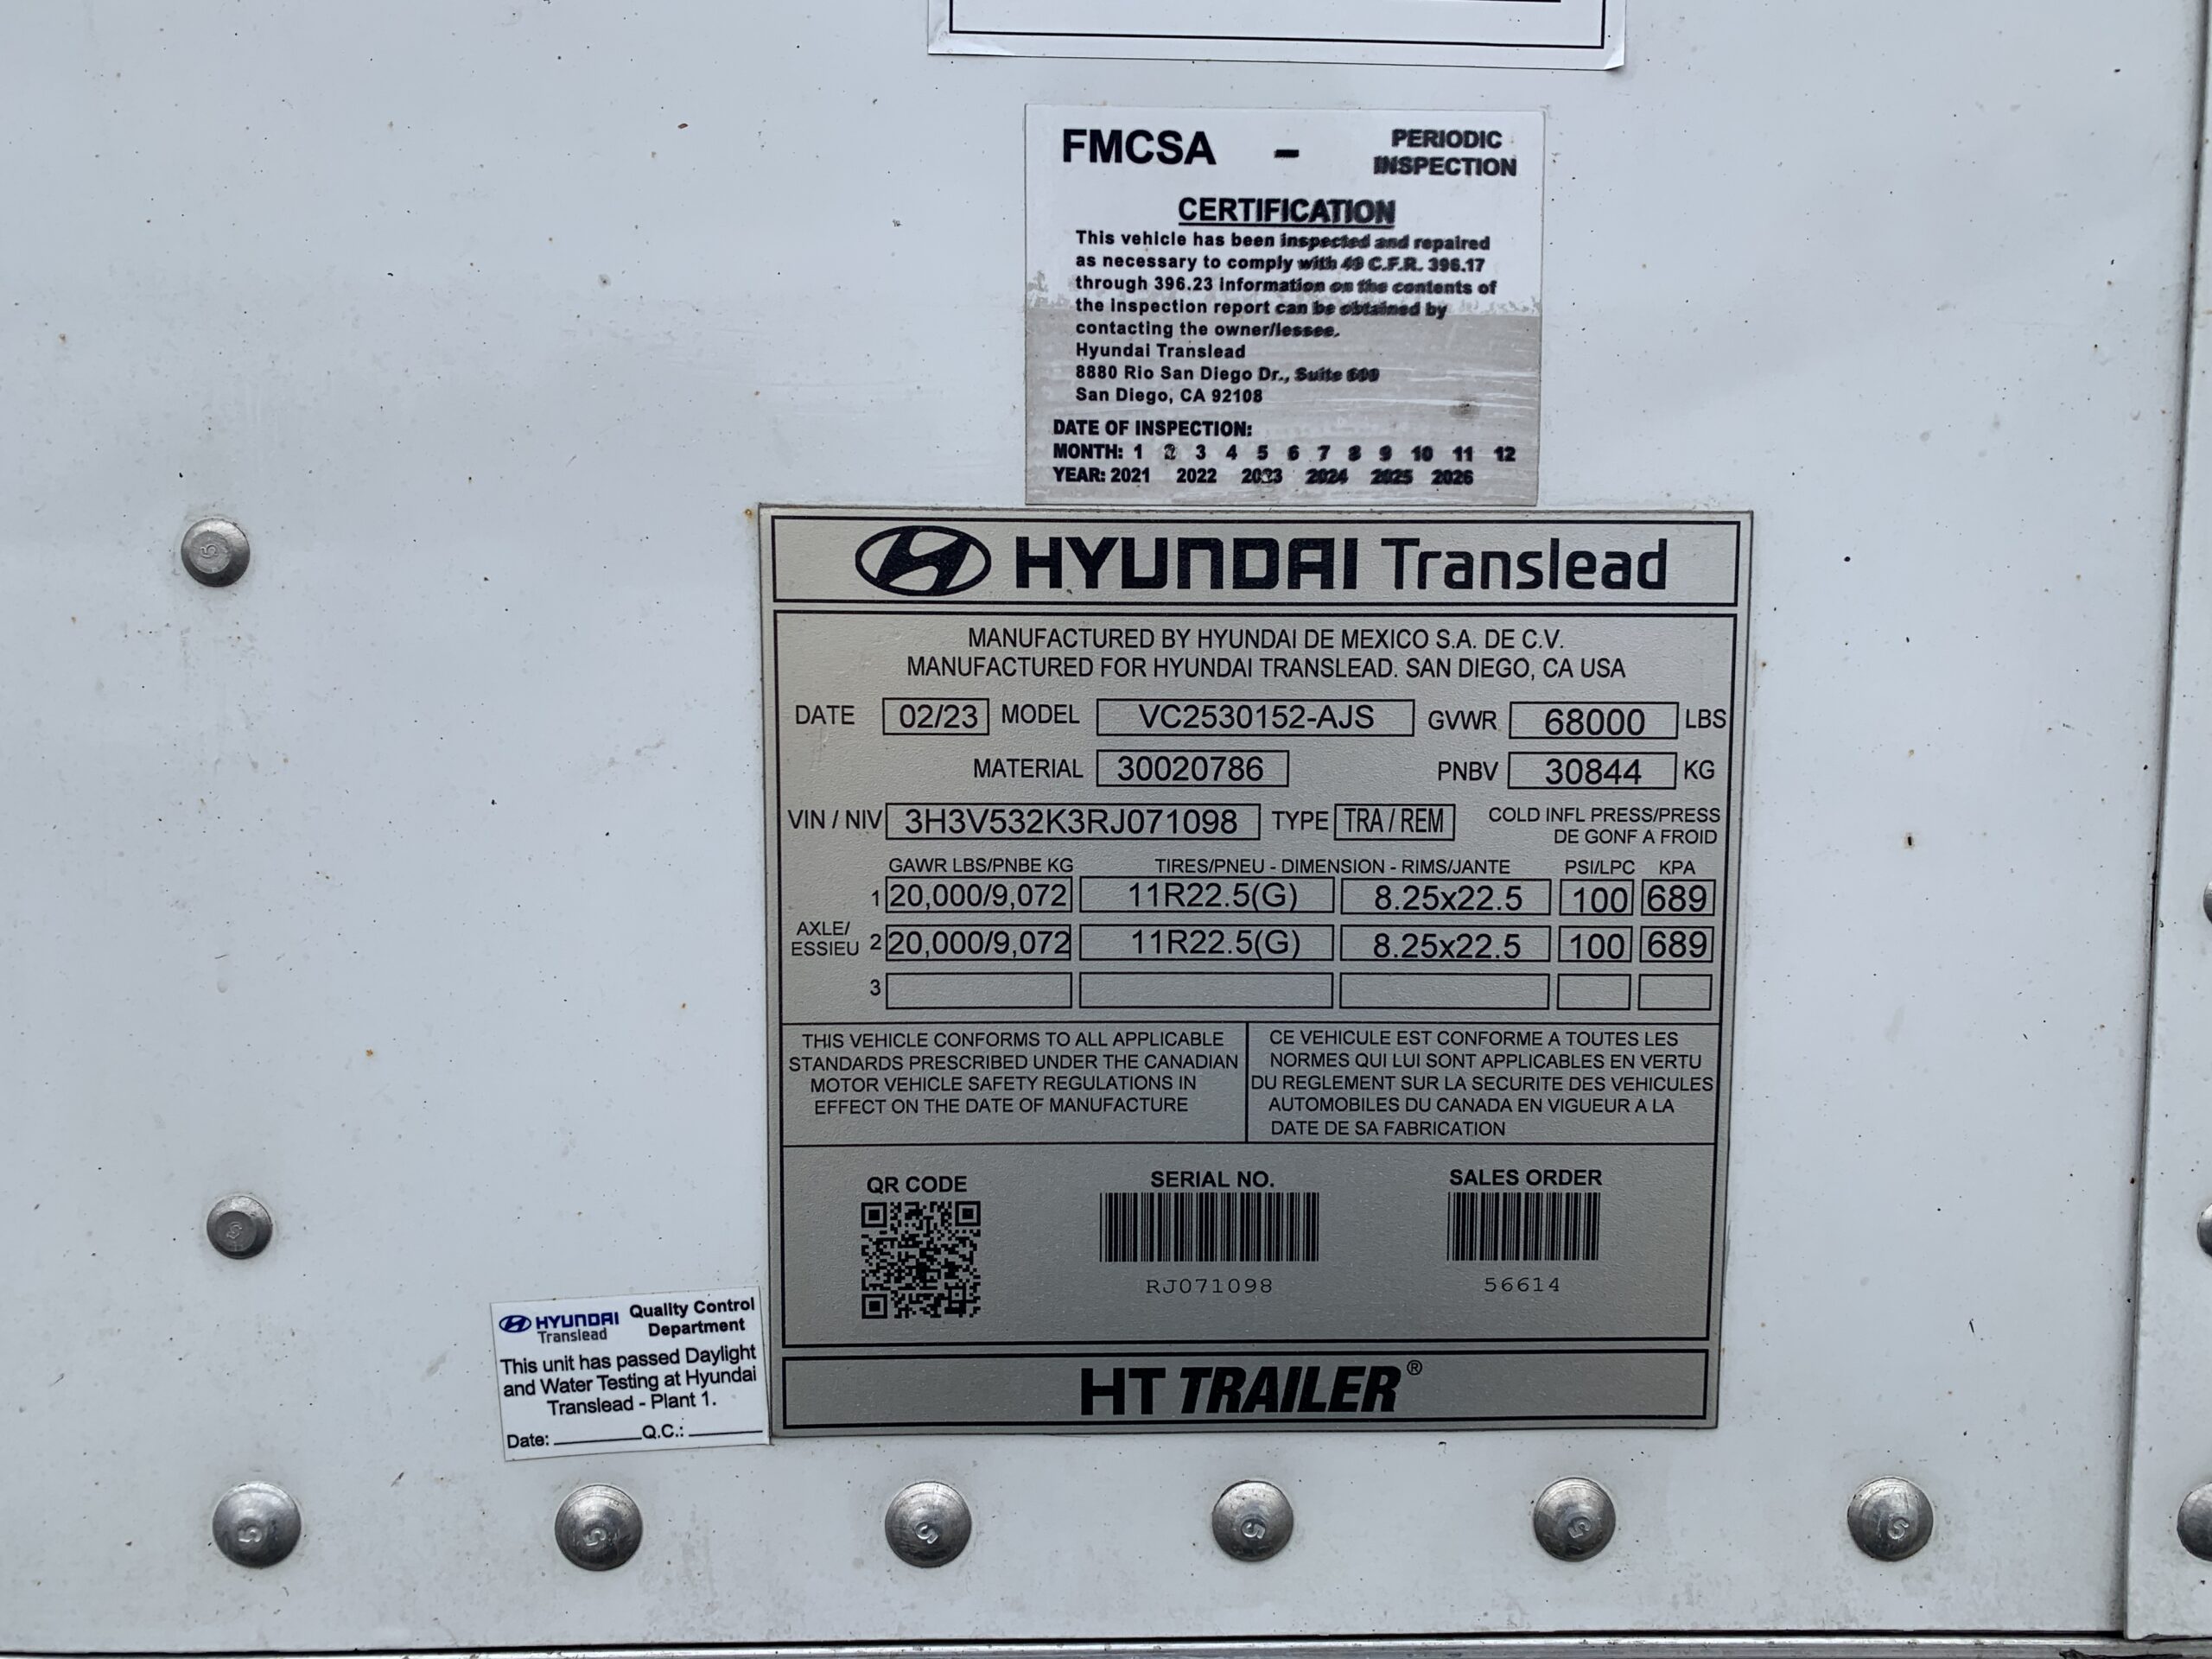 FMCSA - PERIODIC INSPECTION
CERTIFICATION
This vehicle has been inspected and repaired
as necessary to comply with 49 C.F.R. 396.17
through 396.23 Information on the contents of
the inspection report can be obtained by
contacting the owner/lessee.
Hyundai Translead
8880 Rio San Diego Dr., Suite 600
San Diego, CA 92108
DATE OF INSPECTION:
MONTH: 1 2 3 4 5 6 7 8 9 10 11 12
YEAR: 2021 2022 2023 2024 2025 2026
HYUNDAI Translead
MANUFACTURED BY HYUNDAI DE MEXICO S.A. DE C.V.
MANUFACTURED FOR HYUNDAI TRANSLEAD. SAN DIEGO, CA USA
DATE 02/23 MODEL VC2530152-AJS GVWR 68000 LBS
MATERIAL 30020786 PNBV 30844 KG
VIN / NIV 3H3V532K3RJ071098 TYPE TRA / REM COLD INFL PRESS/PRESS
DE GONF A FROID
GAWR LBS/PNBE KG TIRES/PNEU - DIMENSION - RIMS/JANTE PSI/LPC KPA
1 20,000/9,072 11R22.5(G) 8.25x22.5 100 689
AXLE/
ESSIEU 2 20,000/9,072 11R22.5(G) 8.25x22.5 100 689
3
THIS VEHICLE CONFORMS TO ALL APPLICABLE
STANDARDS PRESCRIBED UNDER THE CANADIAN
MOTOR VEHICLE SAFETY REGULATIONS IN
EFFECT ON THE DATE OF MANUFACTURE
CE VEHICULE EST CONFORME A TOUTES LES
NORMES QUI LUI SONT APPLICABLES EN VERTU
DU REGLEMENT SUR LA SECURITE DES VEHICULES
AUTOMOBILES DU CANADA EN VIGUEUR A LA
DATE DE SA FABRICATION
QR CODE SERIAL NO. SALES ORDER
RJ071098 56614
HT TRAILER®
HYUNDAI Translead
Quality Control
Department
This unit has passed Daylight
and Water Testing at Hyundai
Translead - Plant 1.
Date: Q.C.:
5
5
5
5
5
5
5
5